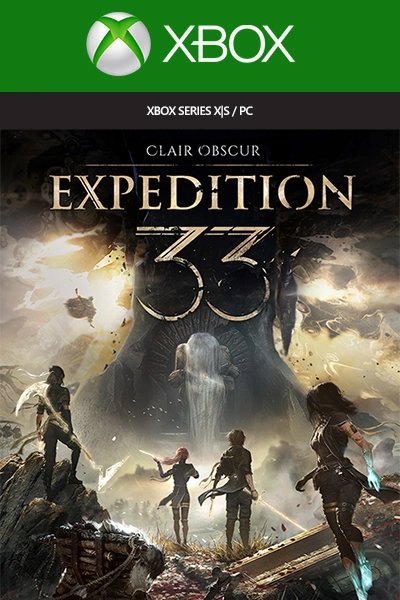 XBOX
XBOX SERIES X|S / PC
CLAIR OBSCUR
EXPEDITION
33